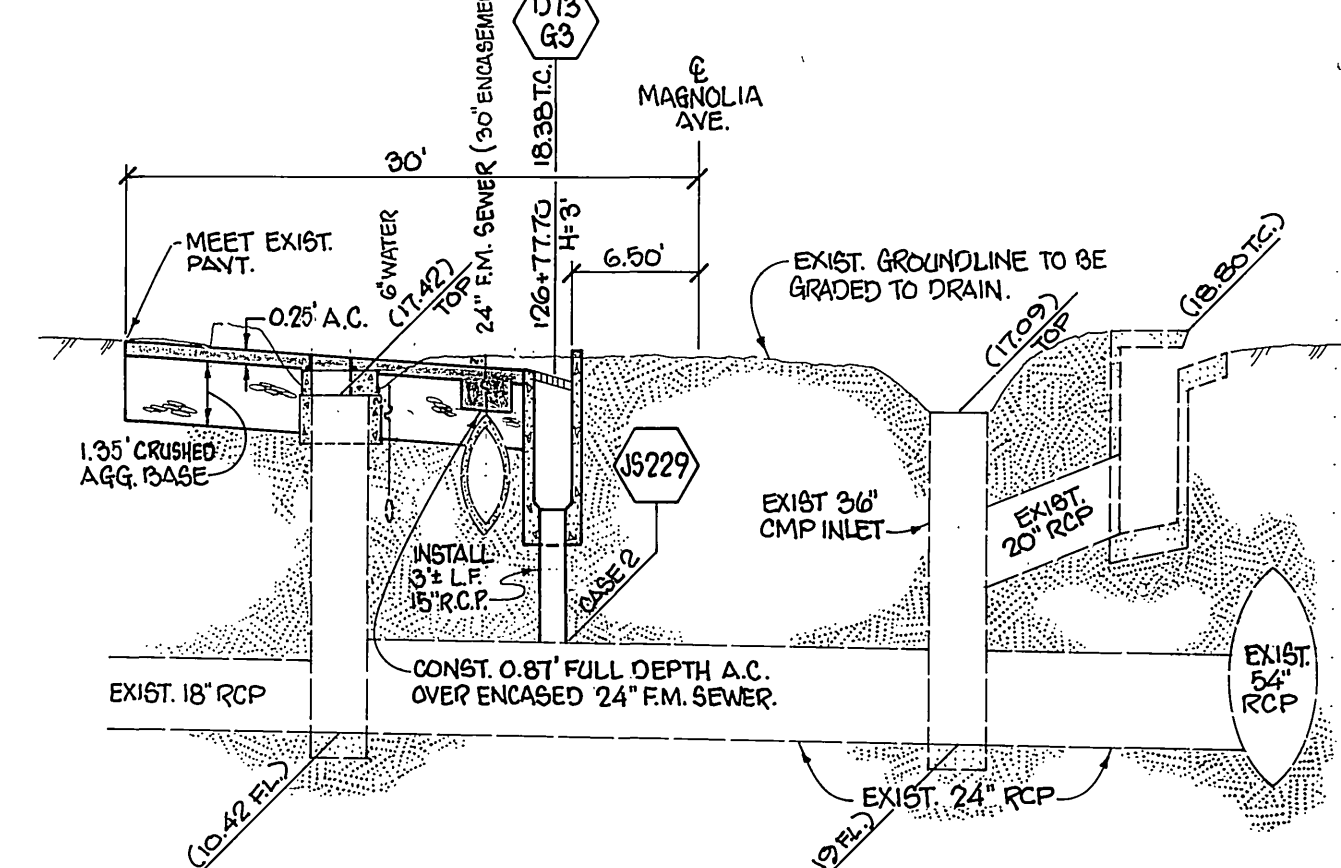 D73
G3
℄
MAGNOLIA
AVE.
30'
24" F.M. SEWER (30" ENCASEME
18.38 T.C.
126+77.70
H=3'
6.50'
6" WATER
(17.42)
TOP
MEET EXIST.
PAVT.
0.25' A.C.
EXIST. GROUNDLINE TO BE
GRADED TO DRAIN.
(17.09)
TOP
(18.80 T.C.)
1.35' CRUSHED
AGG. BASE
JS229
EXIST 36"
CMP INLET
EXIST.
20" RCP
INSTALL
3'± L.F.
15" R.C.P.
CASE 2
EXIST. 18" RCP
CONST. 0.87' FULL DEPTH A.C.
OVER ENCASED 24" F.M. SEWER.
EXIST.
54"
RCP
(10.42 F.L.)
EXIST. 24" RCP
9 F.L.)